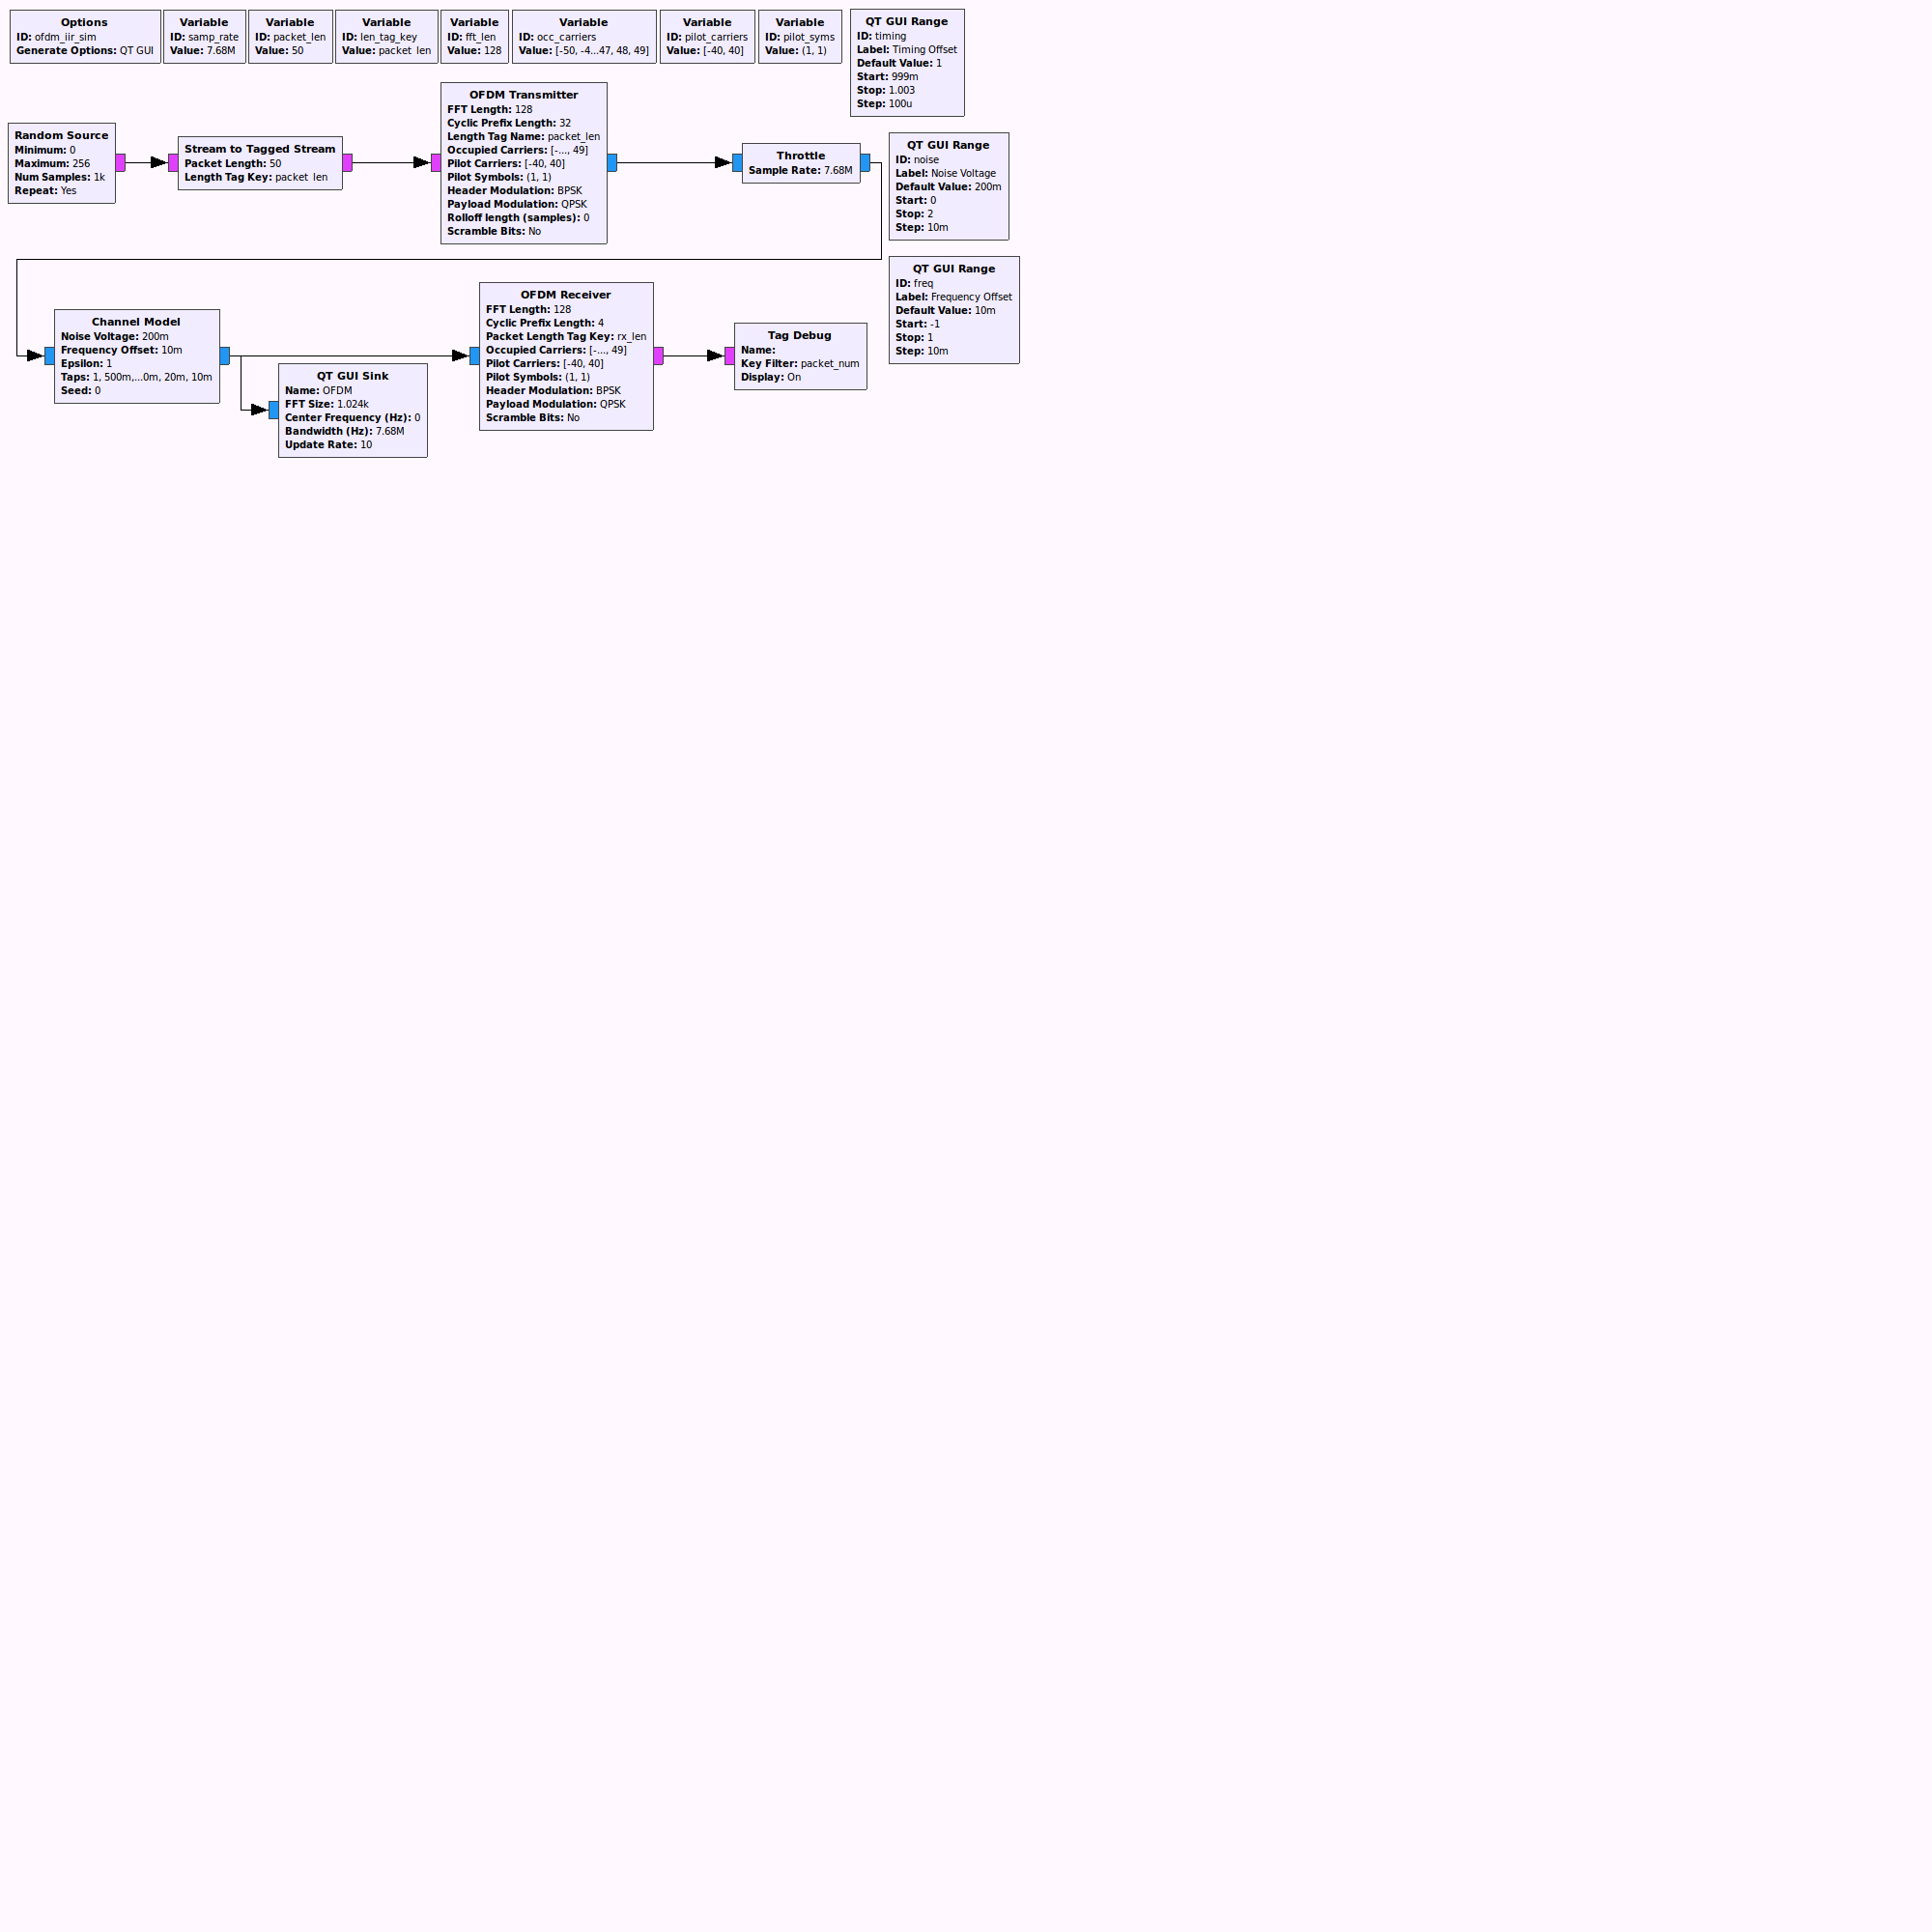 Options
ID: ofdm_iir_sim
Generate Options: QT GUI
Variable
ID: samp_rate
Value: 7.68M
Variable
ID: packet_len
Value: 50
Variable
ID: len_tag_key
Value: packet_len
Variable
ID: fft_len
Value: 128
Variable
ID: occ_carriers
Value: [-50, -4...47, 48, 49]
Variable
ID: pilot_carriers
Value: [-40, 40]
Variable
ID: pilot_syms
Value: (1, 1)
QT GUI Range
ID: timing
Label: Timing Offset
Default Value: 1
Start: 999m
Stop: 1.003
Step: 100u
Random Source
Minimum: 0
Maximum: 256
Num Samples: 1k
Repeat: Yes
Stream to Tagged Stream
Packet Length: 50
Length Tag Key: packet_len
OFDM Transmitter
FFT Length: 128
Cyclic Prefix Length: 32
Length Tag Name: packet_len
Occupied Carriers: [-..., 49]
Pilot Carriers: [-40, 40]
Pilot Symbols: (1, 1)
Header Modulation: BPSK
Payload Modulation: QPSK
Rolloff length (samples): 0
Scramble Bits: No
Throttle
Sample Rate: 7.68M
QT GUI Range
ID: noise
Label: Noise Voltage
Default Value: 200m
Start: 0
Stop: 2
Step: 10m
QT GUI Range
ID: freq
Label: Frequency Offset
Default Value: 10m
Start: -1
Stop: 1
Step: 10m
Channel Model
Noise Voltage: 200m
Frequency Offset: 10m
Epsilon: 1
Taps: 1, 500m,...0m, 20m, 10m
Seed: 0
QT GUI Sink
Name: OFDM
FFT Size: 1.024k
Center Frequency (Hz): 0
Bandwidth (Hz): 7.68M
Update Rate: 10
OFDM Receiver
FFT Length: 128
Cyclic Prefix Length: 4
Packet Length Tag Key: rx_len
Occupied Carriers: [-..., 49]
Pilot Carriers: [-40, 40]
Pilot Symbols: (1, 1)
Header Modulation: BPSK
Payload Modulation: QPSK
Scramble Bits: No
Tag Debug
Name:
Key Filter: packet_num
Display: On